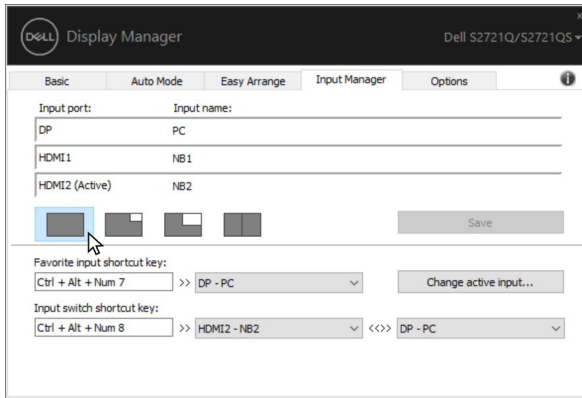 DELL Display Manager Dell S2721Q/S2721QS
Basic Auto Mode Easy Arrange Input Manager Options
Input port: Input name:
DP PC
HDMI1 NB1
HDMI2 (Active) NB2
Save
Favorite input shortcut key:
Ctrl + Alt + Num 7 >> DP - PC Change active input...
Input switch shortcut key:
Ctrl + Alt + Num 8 >> HDMI2 - NB2 <<>> DP - PC